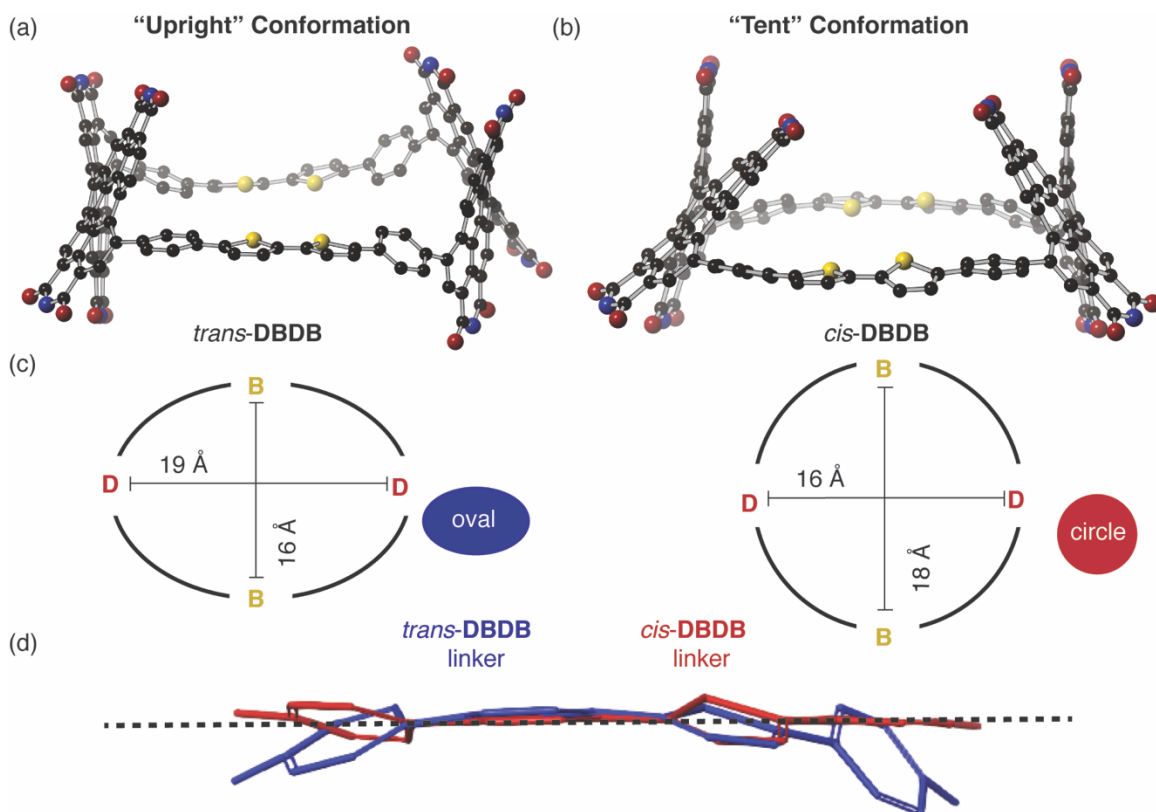 (a)
“Upright” Conformation
(b)
“Tent” Conformation
trans-DBDB
cis-DBDB
(c)
B
19 Å
D
D
16 Å
B
oval
B
16 Å
D
D
18 Å
B
circle
(d)
trans-DBDB
linker
cis-DBDB
linker